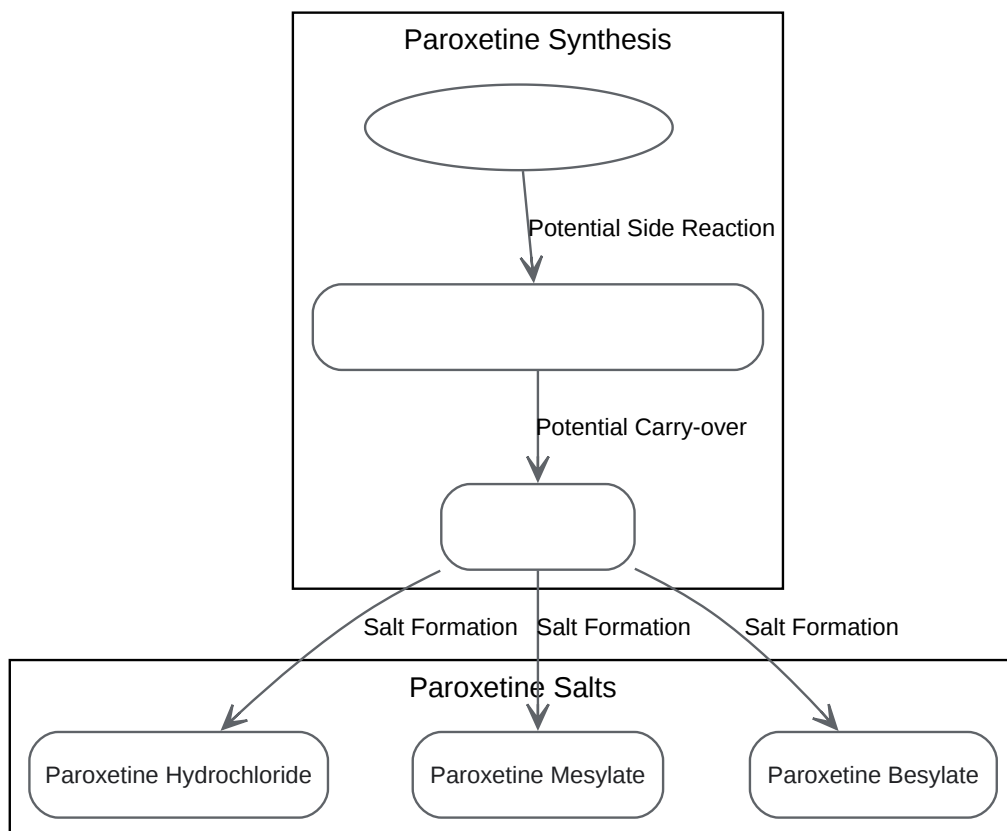 Paroxetine Synthesis
Potential Side Reaction
Potential Carry-over
Salt Formation
Salt Formation
Salt Formation
Paroxetine Salts
Paroxetine Hydrochloride
Paroxetine Mesylate
Paroxetine Besylate